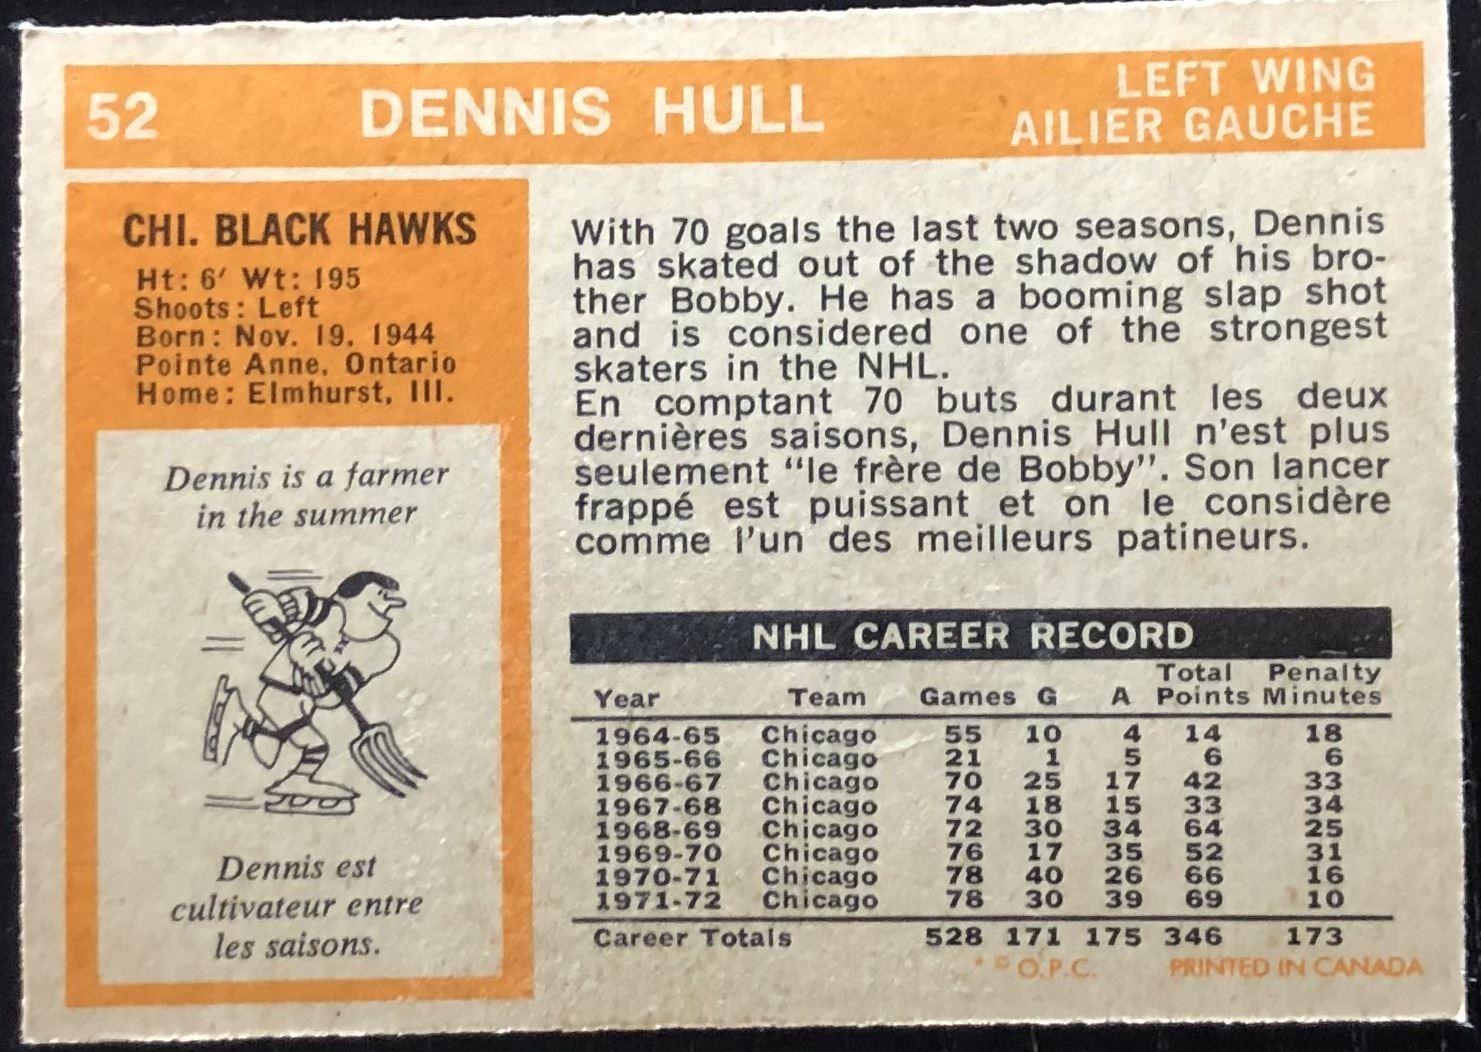 52 DENNIS HULL LEFT WING
AILIER GAUCHE
CHI. BLACK HAWKS
Ht: 6' Wt: 195
Shoots: Left
Born: Nov. 19, 1944
Pointe Anne, Ontario
Home: Elmhurst, Ill.
Dennis is a farmer
in the summer
Dennis est
cultivateur entre
les saisons.
With 70 goals the last two seasons, Dennis
has skated out of the shadow of his bro-
ther Bobby. He has a booming slap shot
and is considered one of the strongest
skaters in the NHL.
En comptant 70 buts durant les deux
dernières saisons, Dennis Hull n'est plus
seulement "le frère de Bobby". Son lancer
frappé est puissant et on le considère
comme l'un des meilleurs patineurs.
NHL CAREER RECORD
Total Penalty
Year Team Games G A Points Minutes
1964-65 Chicago 55 10 4 14 18
1965-66 Chicago 21 1 5 6 6
1966-67 Chicago 70 25 17 42 33
1967-68 Chicago 74 18 15 33 34
1968-69 Chicago 72 30 34 64 25
1969-70 Chicago 76 17 35 52 31
1970-71 Chicago 78 40 26 66 16
1971-72 Chicago 78 30 39 69 10
Career Totals 528 171 175 346 173
* © O.P.C. PRINTED IN CANADA